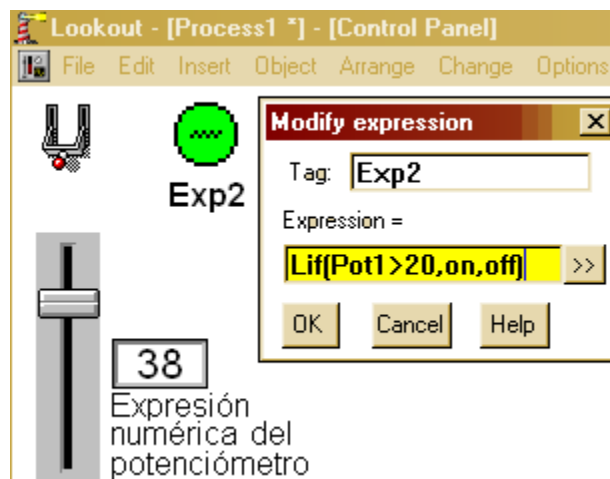 Lookout - [Process1 *] - [Control Panel]
File Edit Insert Object Arrange Change Options
Modify expression
Tag: Exp2
Exp2
Expression =
Lif(Pot1>20,on,off) >>
OK Cancel Help
38
Expresión
numérica del
potenciómetro